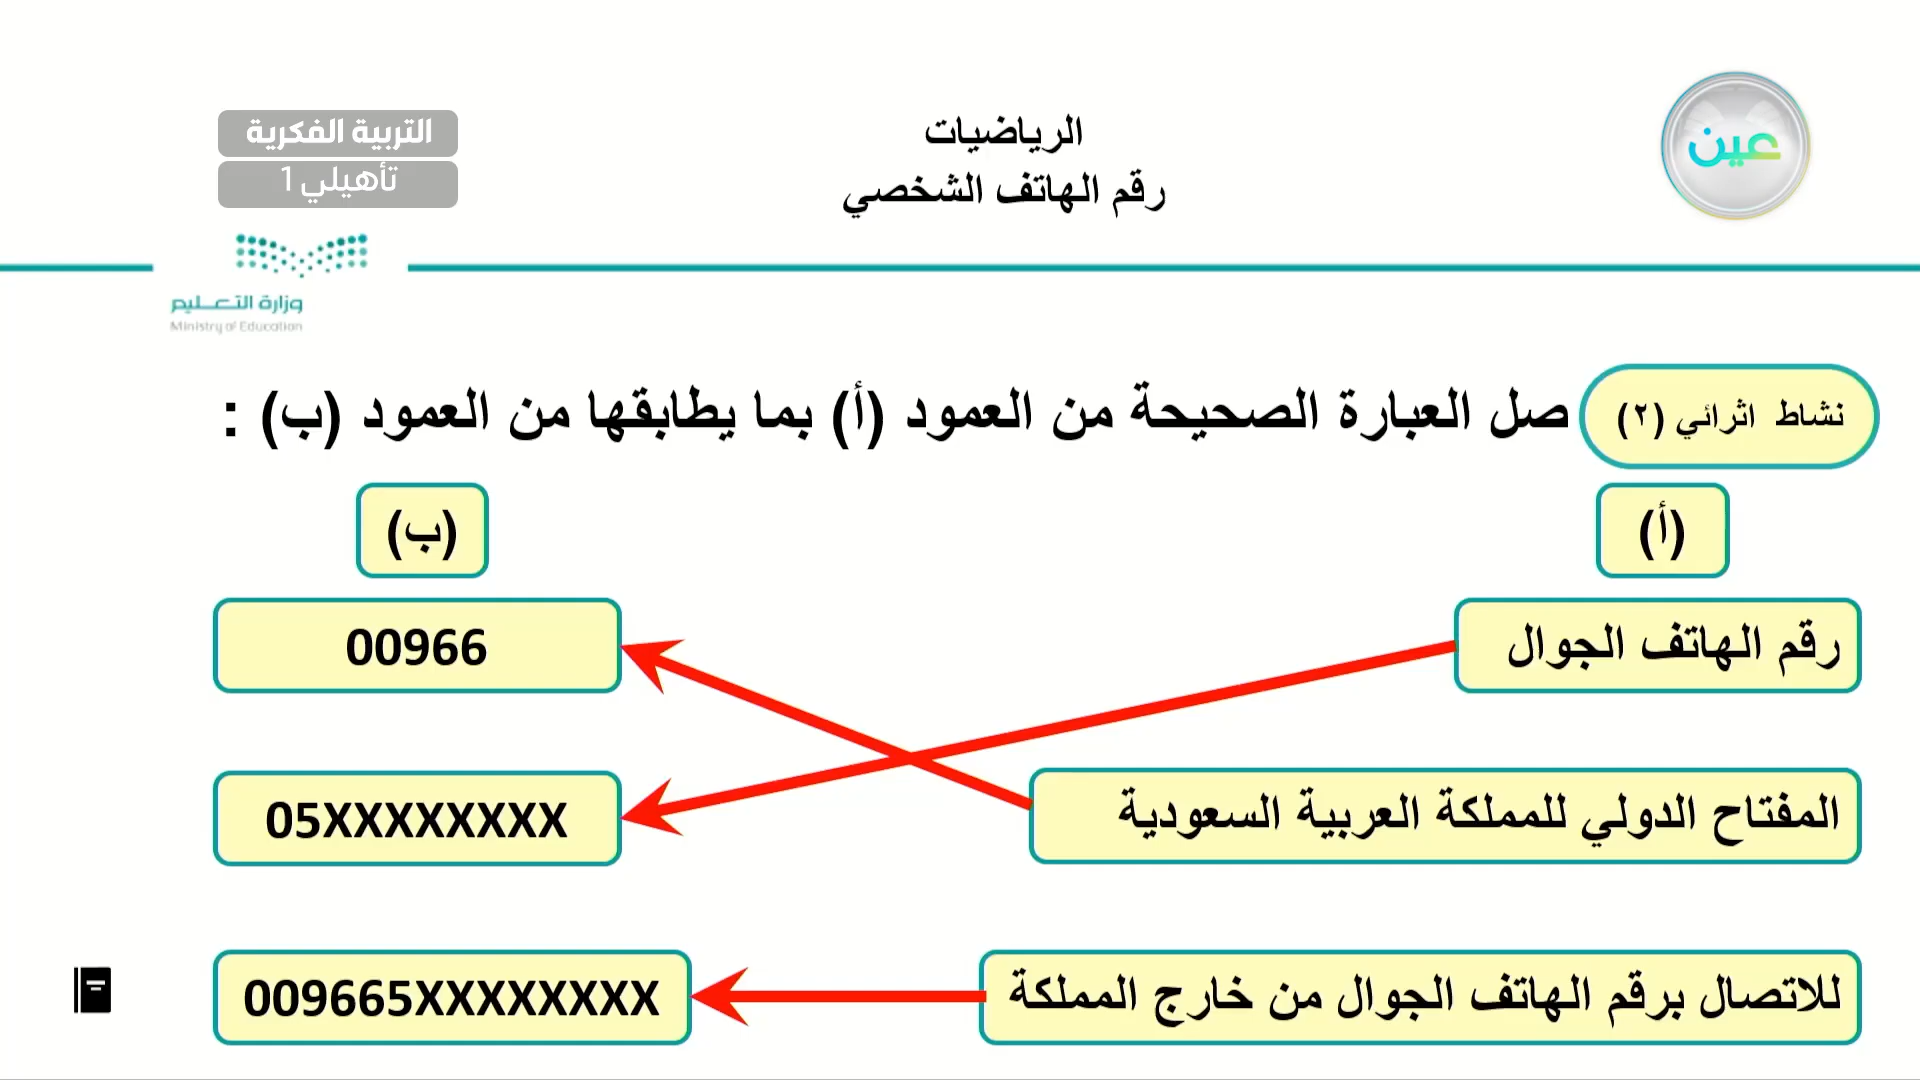 عين
الرياضيات
رقم الهاتف الشخصي
التربية الفكرية
تأهيلي 1
وزارة التعليم
Ministry of Education
نشاط اثرائي (٢)
صل العبارة الصحيحة من العمود (أ) بما يطابقها من العمود (ب) :
(أ)
(ب)
رقم الهاتف الجوال
00966
المفتاح الدولي للمملكة العربية السعودية
05XXXXXXXX
للاتصال برقم الهاتف الجوال من خارج المملكة
009665XXXXXXXX